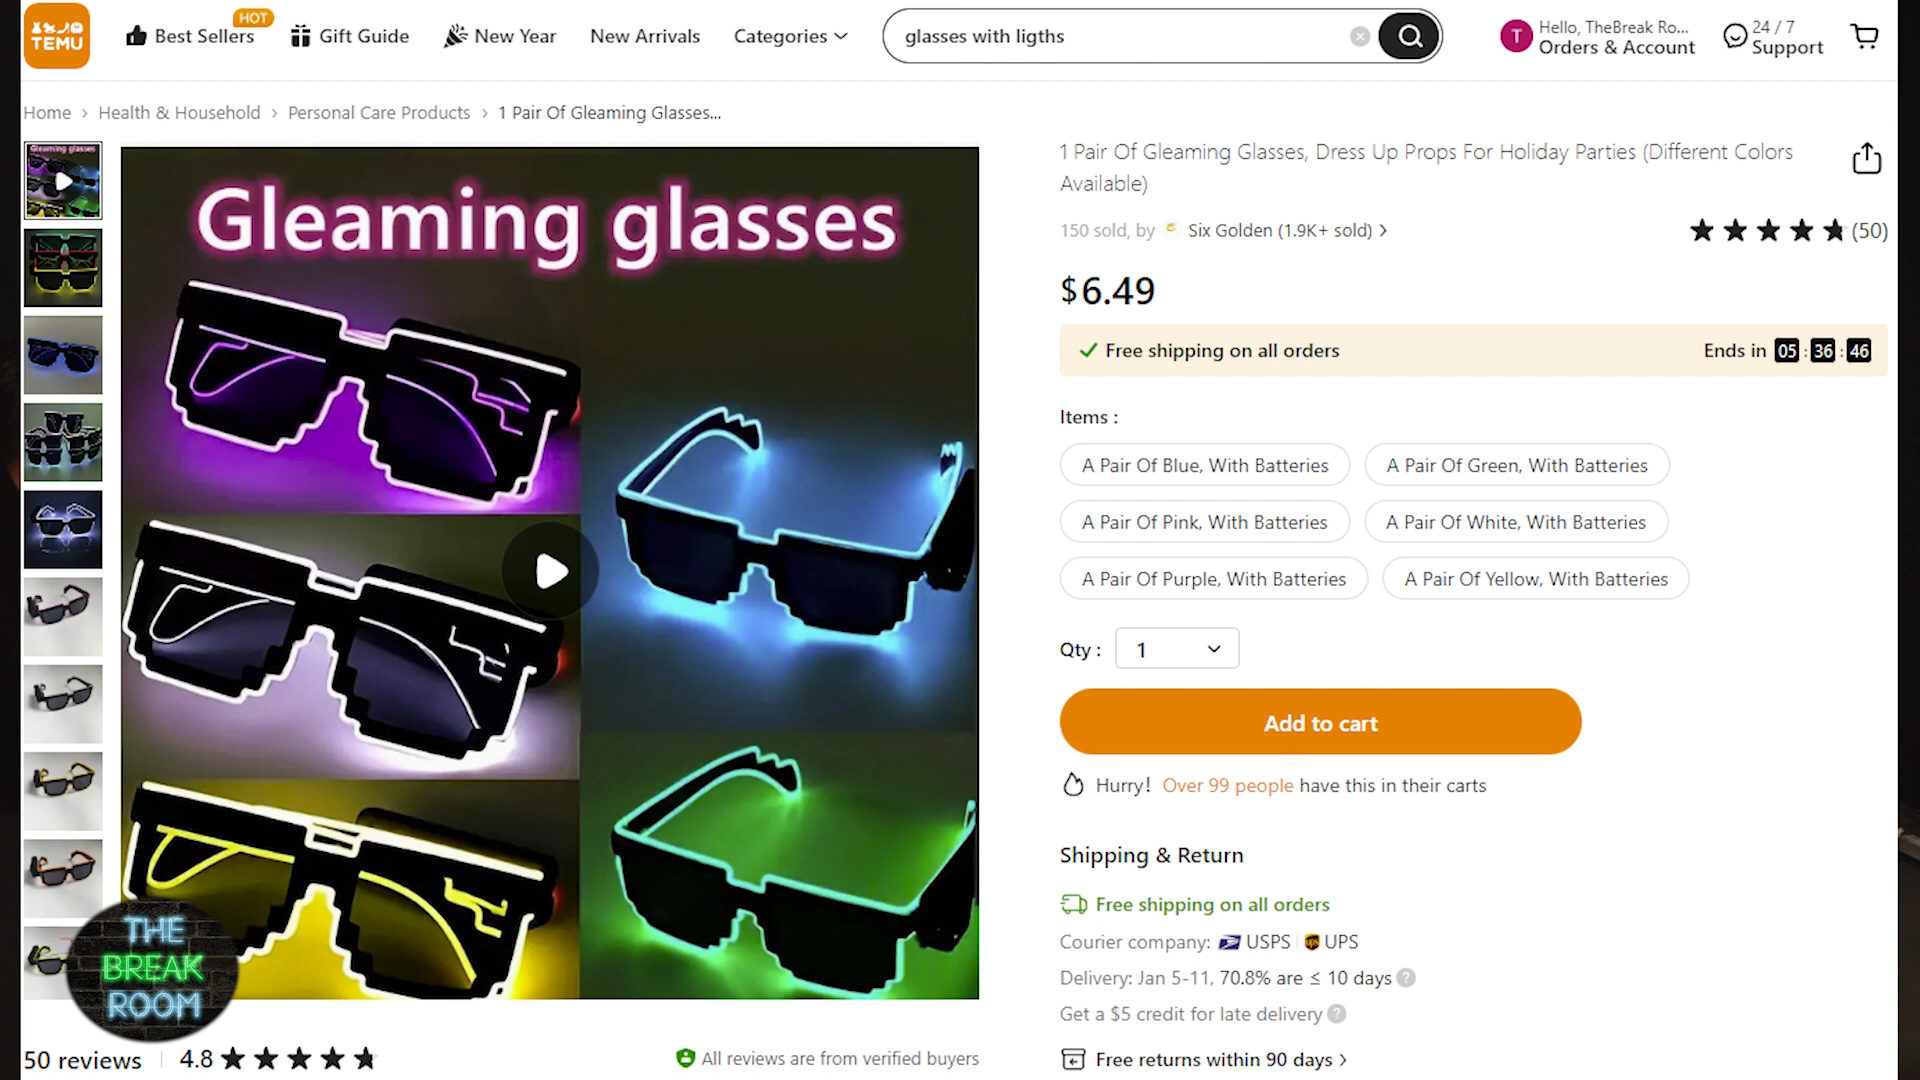 TEMU
Best Sellers
HOT
Gift Guide
New Year
New Arrivals
Categories
glasses with ligths
T
Hello, TheBreak Ro...
Orders & Account
24 / 7
Support
Home › Health & Household › Personal Care Products › 1 Pair Of Gleaming Glasses...
Gleaming glasses
Gleaming glasses
1 Pair Of Gleaming Glasses, Dress Up Props For Holiday Parties (Different Colors
Available)
150 sold, by Six Golden (1.9K+ sold) ›
(50)
$6.49
Free shipping on all orders
Ends in 05 : 36 : 46
Items :
A Pair Of Blue, With Batteries
A Pair Of Green, With Batteries
A Pair Of Pink, With Batteries
A Pair Of White, With Batteries
A Pair Of Purple, With Batteries
A Pair Of Yellow, With Batteries
Qty : 1
Add to cart
Hurry! Over 99 people have this in their carts
Shipping & Return
Free shipping on all orders
Courier company: USPS UPS
Delivery: Jan 5-11, 70.8% are ≤ 10 days ?
Get a $5 credit for late delivery ?
Free returns within 90 days ›
THE
BREAK
ROOM
50 reviews
4.8
All reviews are from verified buyers